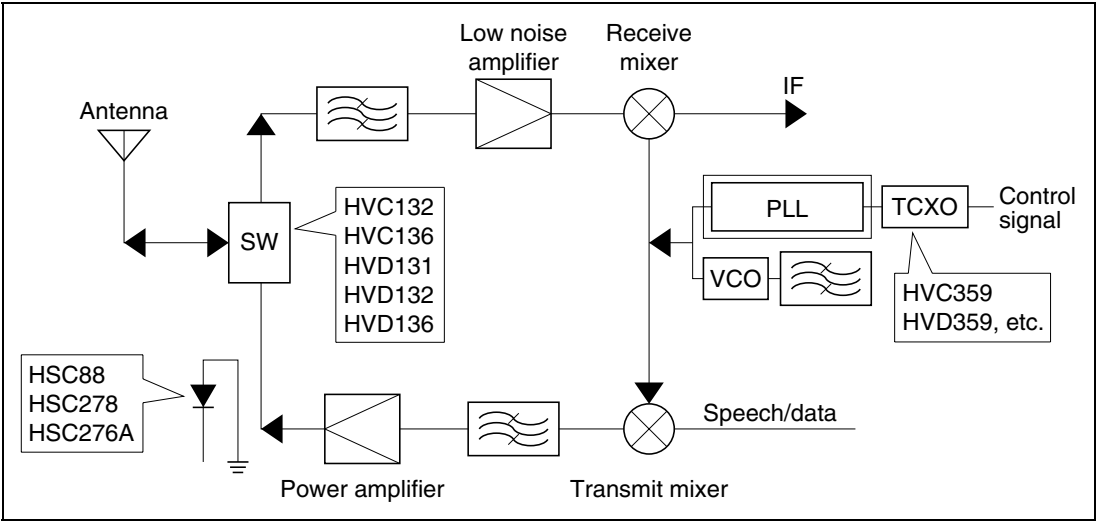 Low noise
amplifier
Receive
mixer
IF
Antenna
SW
HVC132
HVC136
HVD131
HVD132
HVD136
PLL
TCXO
Control
signal
VCO
HVC359
HVD359, etc.
HSC88
HSC278
HSC276A
Speech/data
Power amplifier
Transmit mixer